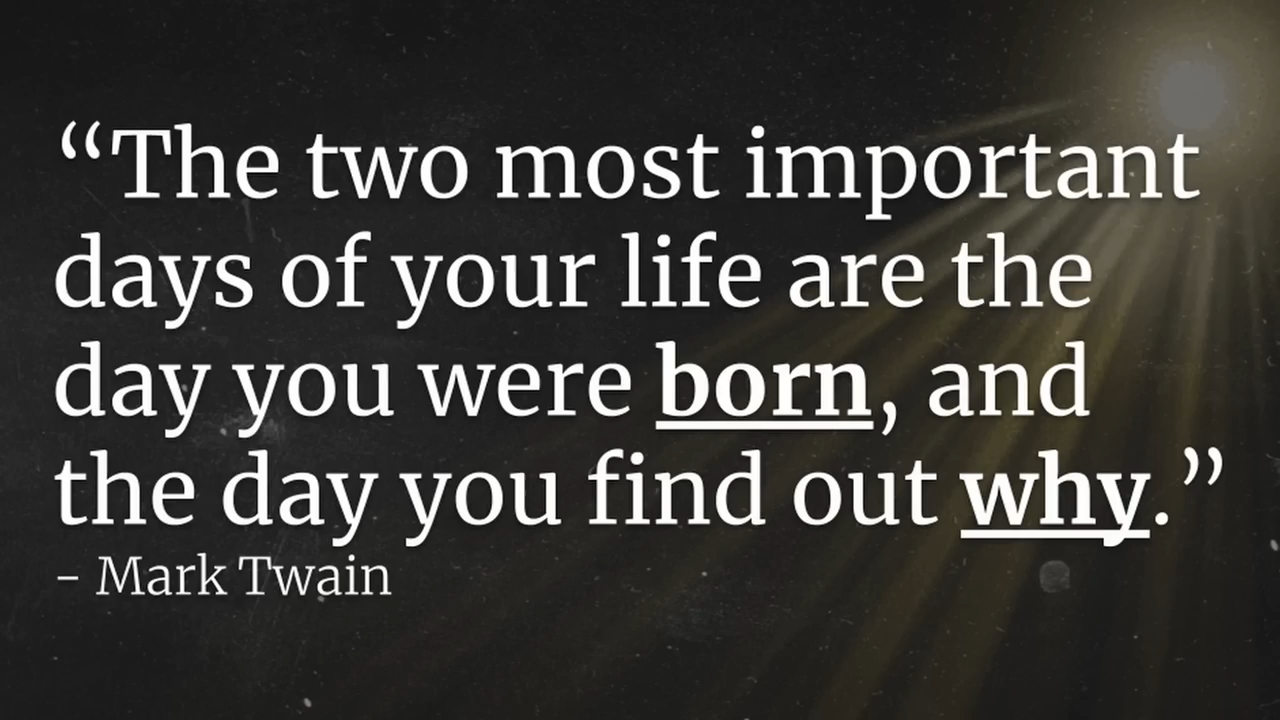 “The two most important
days of your life are the
day you were born, and
the day you find out why.”
- Mark Twain